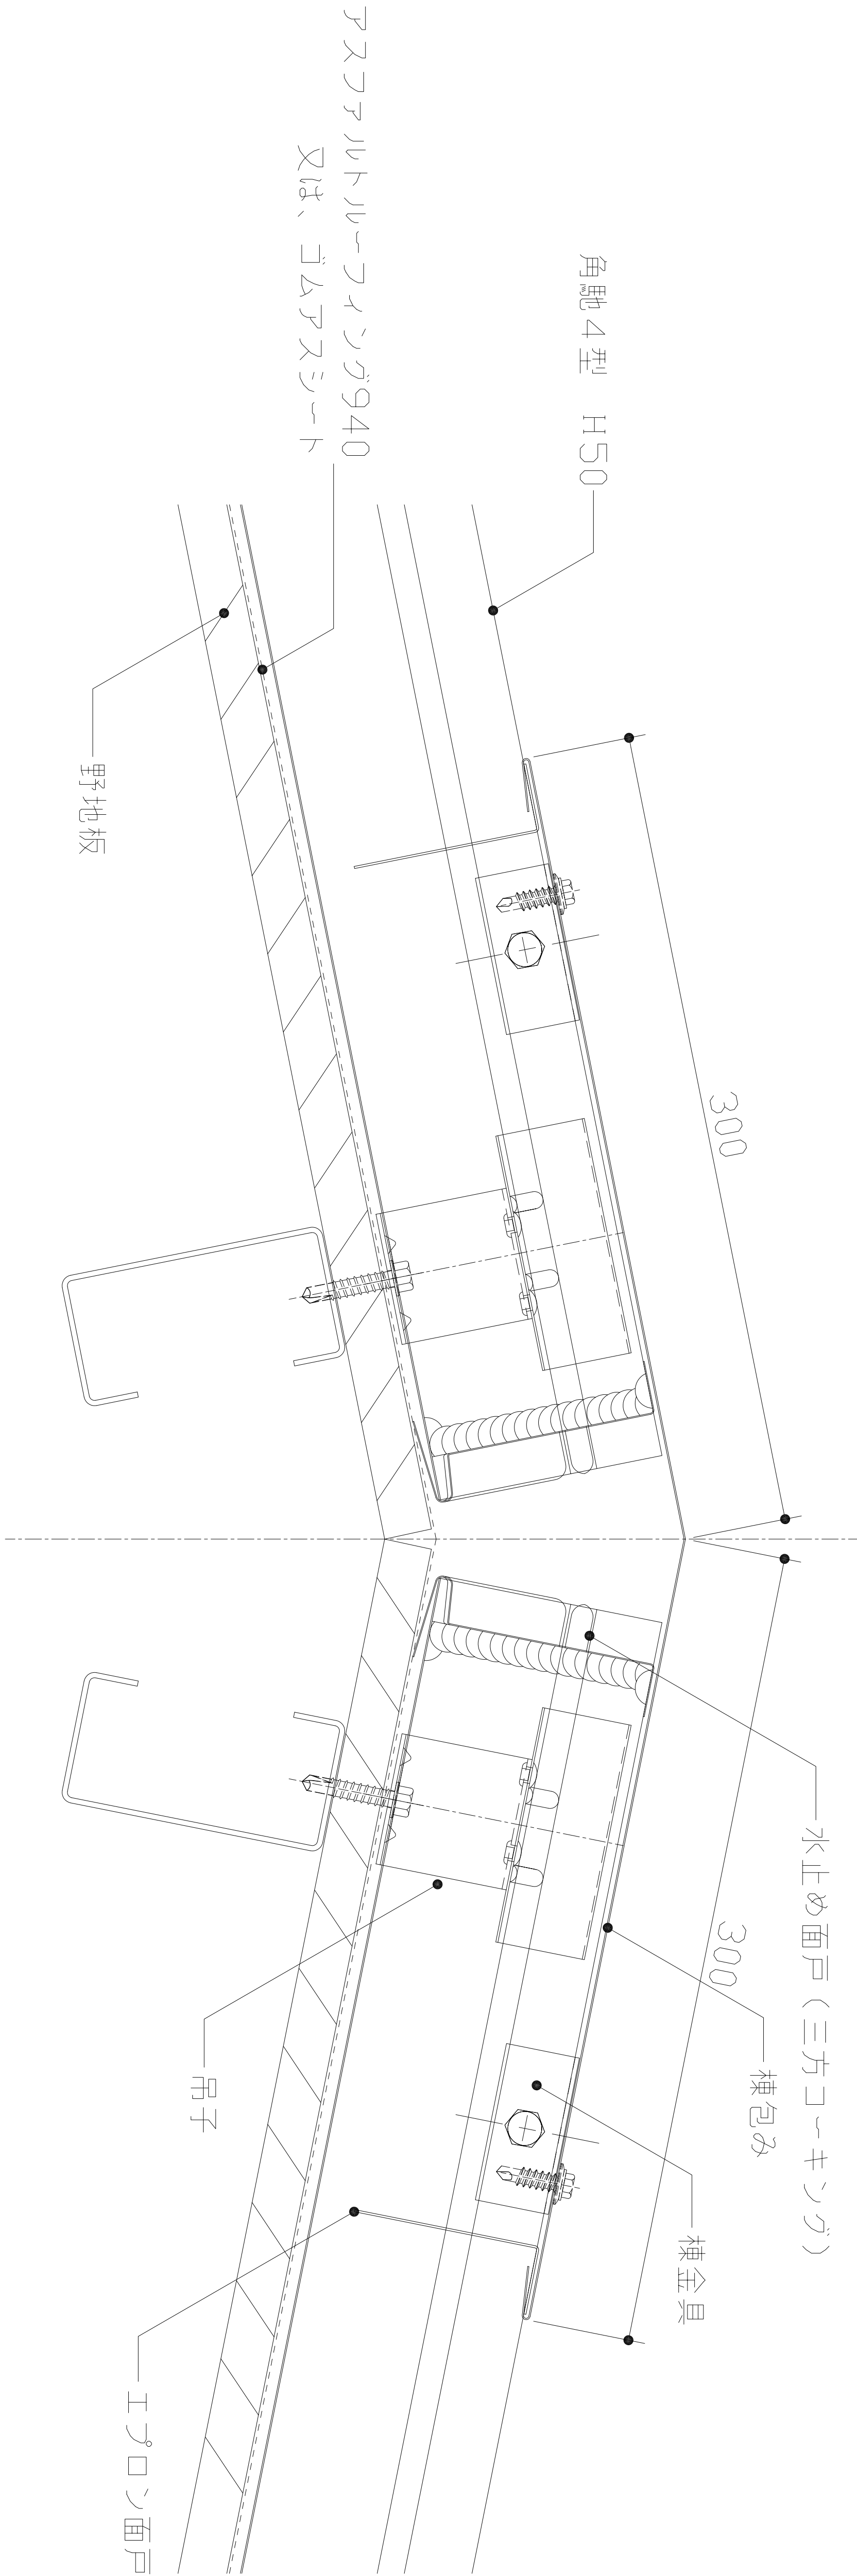 アスファルトルーフィング940
又は、ゴムアスシート
角馳4型 H50
野地板
300
300
水止め面戸(三方コーキング)
棟包み
棟金具
吊子
エプロン面戸